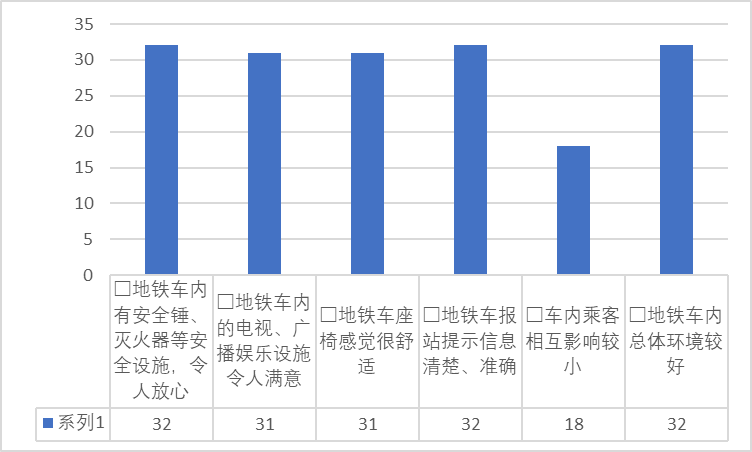 35
30
25
20
15
10
5
0
□地铁车内
有安全锤、
灭火器等安
全设施，令
人放心
□地铁车内
的电视、广
播娱乐设施
令人满意
□地铁车座
椅感觉很舒
适
□地铁车报
站提示信息
清楚、准确
□车内乘客
相互影响较
小
□地铁车内
总体环境较
好
系列1 32 31 31 32 18 32